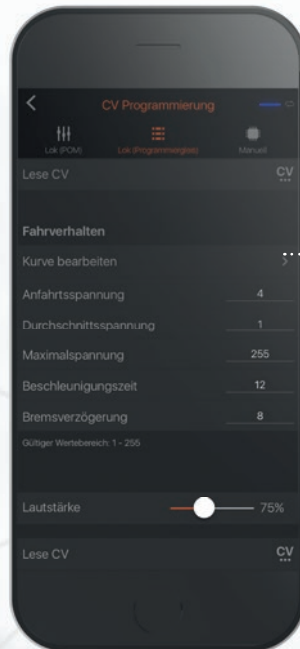 CV Programmierung
Lok (POM) Lok (Programmiergleis) Manuell
Lese CV CV
Fahrverhalten
Kurve bearbeiten
Anfahrtsspannung 4
Durchschnittsspannung 1
Maximalspannung 255
Beschleunigungszeit 12
Bremsverzögerung 8
Gültiger Wertebereich: 1 - 255
Lautstärke 75%
Lese CV CV